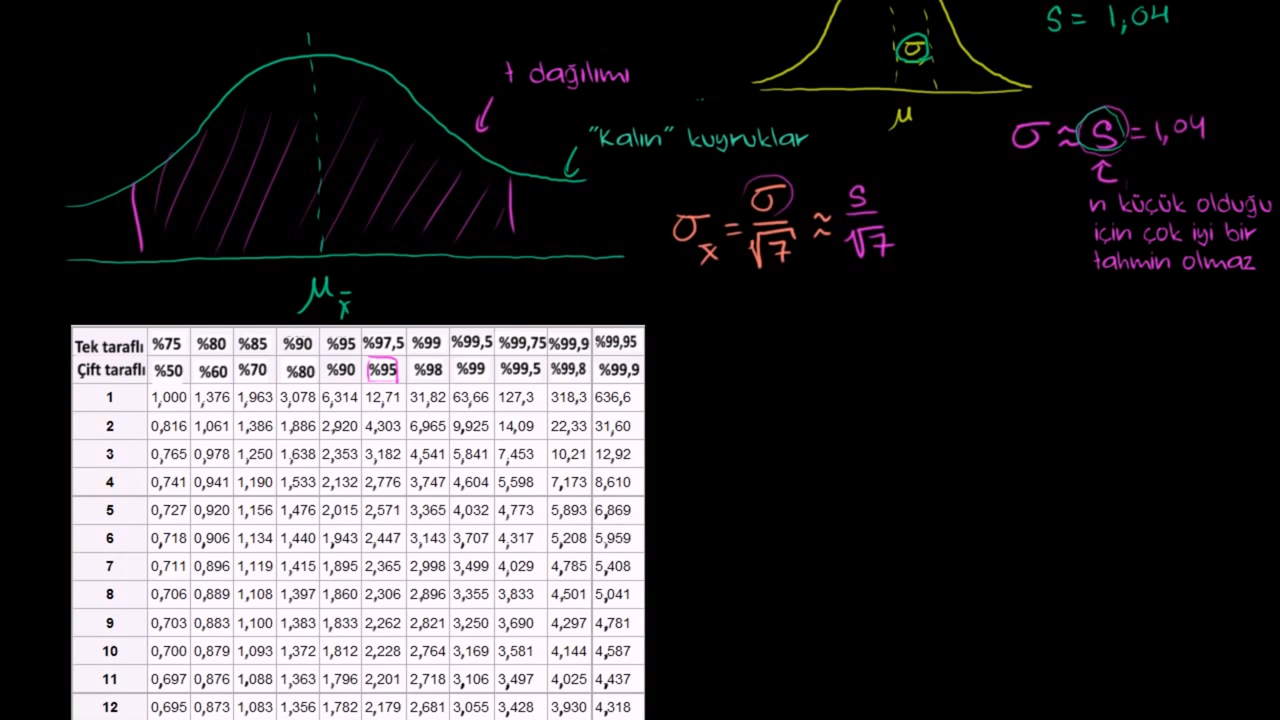 S = 1,04
t dağılımı
σ
"Kalın" kuyruklar
μ
σ ≈ S = 1,04
σx̄ = σ/√7 ≈ s/√7
n küçük olduğu
için çok iyi bir
tahmin olmaz
μx̄
Tek taraflı %75 %80 %85 %90 %95 %97,5 %99 %99,5 %99,75 %99,9 %99,95
Çift taraflı %50 %60 %70 %80 %90 %95 %98 %99 %99,5 %99,8 %99,9
1 1,000 1,376 1,963 3,078 6,314 12,71 31,82 63,66 127,3 318,3 636,6
2 0,816 1,061 1,386 1,886 2,920 4,303 6,965 9,925 14,09 22,33 31,60
3 0,765 0,978 1,250 1,638 2,353 3,182 4,541 5,841 7,453 10,21 12,92
4 0,741 0,941 1,190 1,533 2,132 2,776 3,747 4,604 5,598 7,173 8,610
5 0,727 0,920 1,156 1,476 2,015 2,571 3,365 4,032 4,773 5,893 6,869
6 0,718 0,906 1,134 1,440 1,943 2,447 3,143 3,707 4,317 5,208 5,959
7 0,711 0,896 1,119 1,415 1,895 2,365 2,998 3,499 4,029 4,785 5,408
8 0,706 0,889 1,108 1,397 1,860 2,306 2,896 3,355 3,833 4,501 5,041
9 0,703 0,883 1,100 1,383 1,833 2,262 2,821 3,250 3,690 4,297 4,781
10 0,700 0,879 1,093 1,372 1,812 2,228 2,764 3,169 3,581 4,144 4,587
11 0,697 0,876 1,088 1,363 1,796 2,201 2,718 3,106 3,497 4,025 4,437
12 0,695 0,873 1,083 1,356 1,782 2,179 2,681 3,055 3,428 3,930 4,318